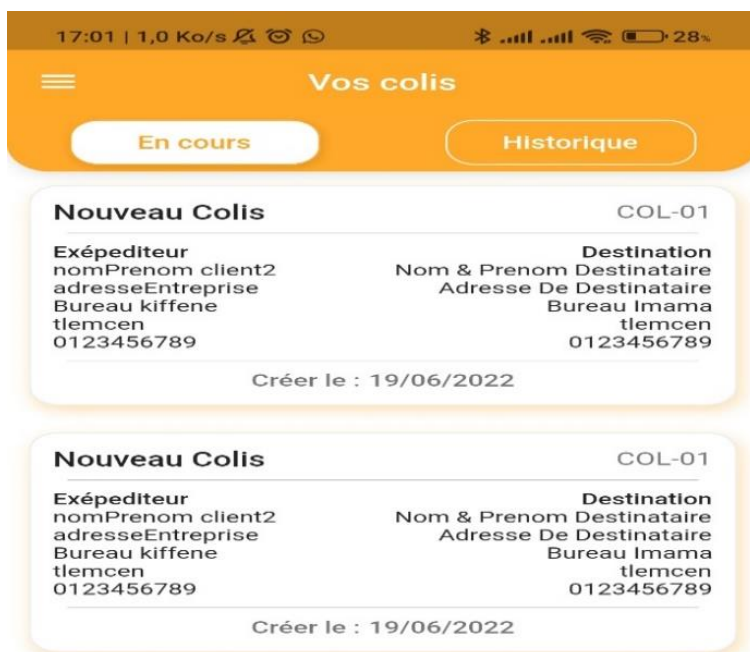 17:01 | 1,0 Ko/s 28%
Vos colis
En cours Historique
Nouveau Colis COL-01
Exépediteur Destination
nomPrenom client2 Nom & Prenom Destinataire
adresseEntreprise Adresse De Destinataire
Bureau kiffene Bureau Imama
tlemcen tlemcen
0123456789 0123456789
Créer le : 19/06/2022
Nouveau Colis COL-01
Exépediteur Destination
nomPrenom client2 Nom & Prenom Destinataire
adresseEntreprise Adresse De Destinataire
Bureau kiffene Bureau Imama
tlemcen tlemcen
0123456789 0123456789
Créer le : 19/06/2022